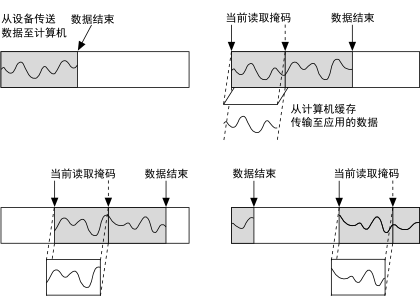 从设备传送
数据至计算机
数据结束
当前读取掩码
数据结束
从计算机缓存
传输至应用的数据
当前读取掩码
数据结束
数据结束
当前读取掩码